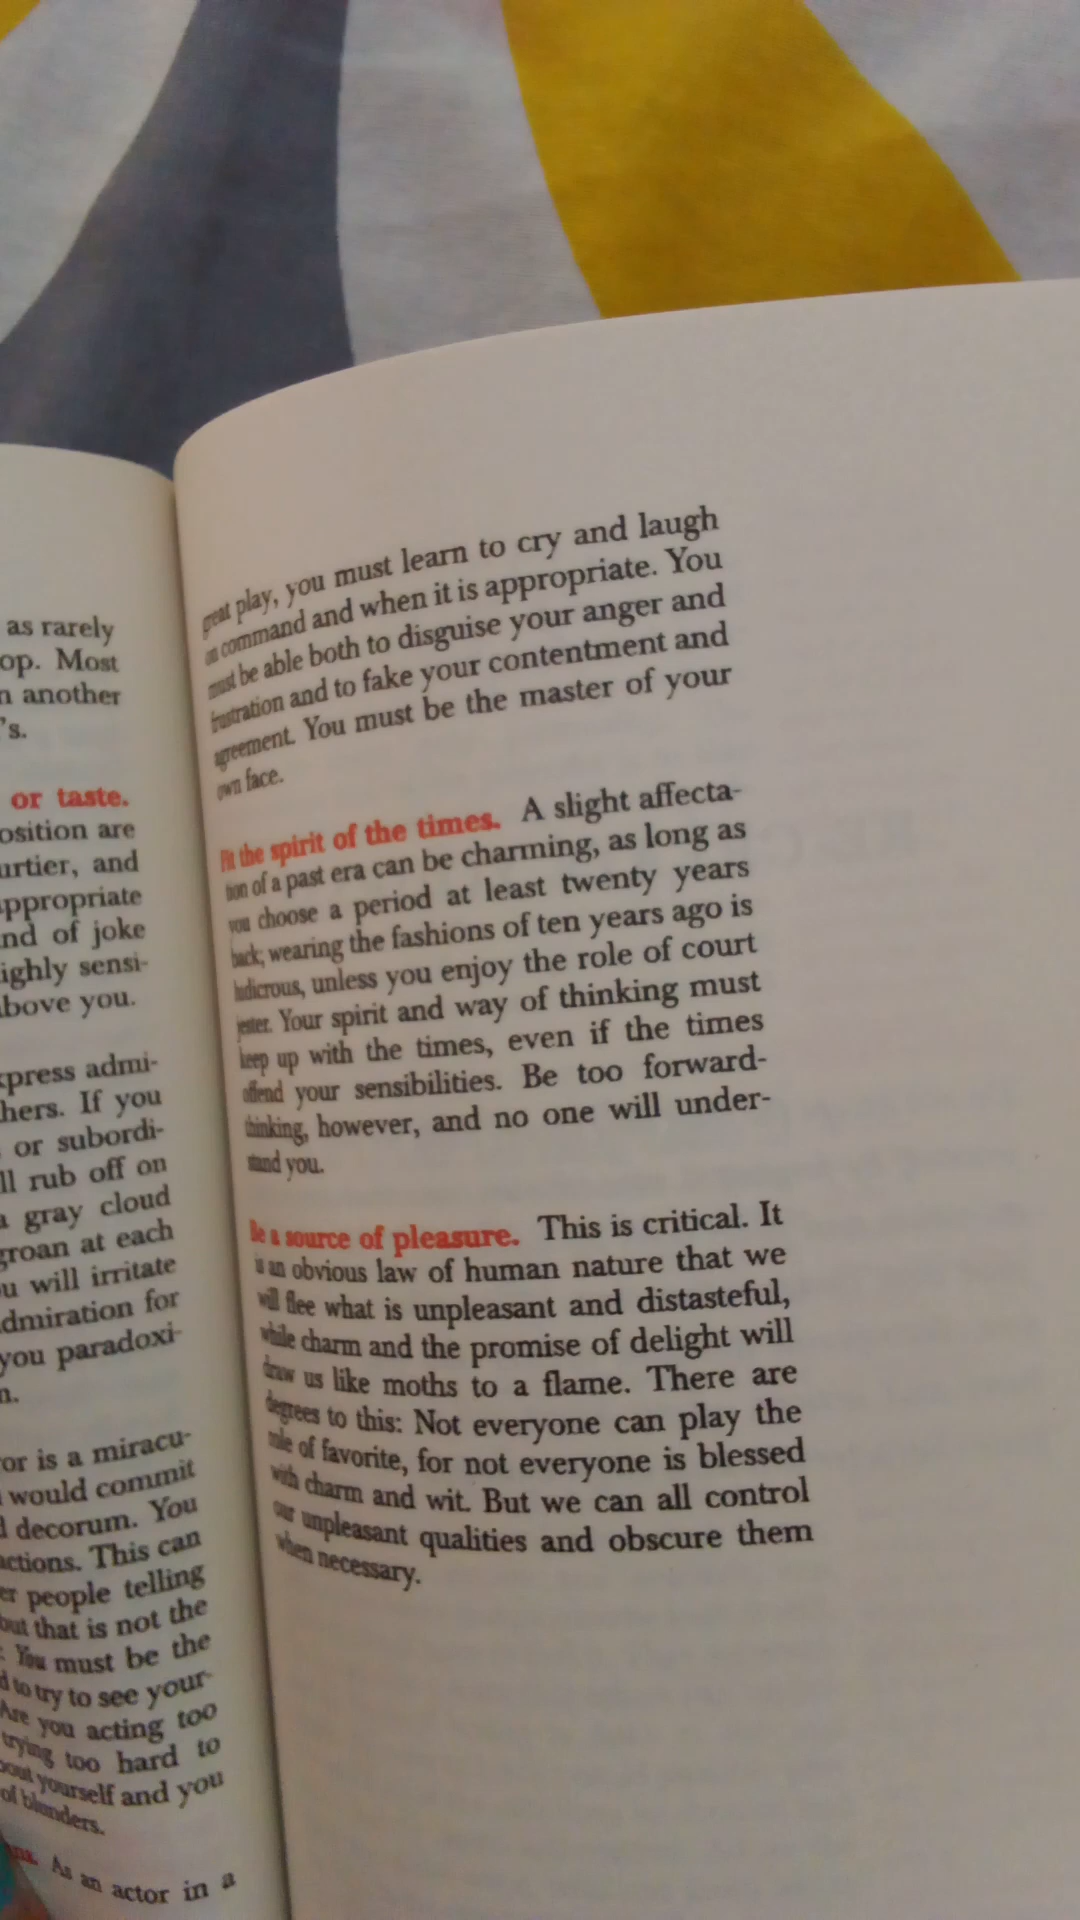 as rarely
op. Most
n another
's.
or taste.
osition are
urtier, and
appropriate
nd of joke
ighly sensi-
bove you.
xpress admi-
hers. If you
or subordi-
ll rub off on
a gray cloud
groan at each
u will irritate
dmiration for
you paradoxi-
n.
or is a miracu-
would commit
d decorum. You
actions. This can
er people telling
but that is not the
: You must be the
d to try to see your-
Are you acting too
trying too hard to
bout yourself and you
of blunders.
As an actor in a
great play, you must learn to cry and laugh
on command and when it is appropriate. You
must be able both to disguise your anger and
frustration and to fake your contentment and
agreement. You must be the master of your
own face.
Fit the spirit of the times. A slight affecta-
tion of a past era can be charming, as long as
you choose a period at least twenty years
back; wearing the fashions of ten years ago is
ludicrous, unless you enjoy the role of court
jester. Your spirit and way of thinking must
keep up with the times, even if the times
offend your sensibilities. Be too forward-
thinking, however, and no one will under-
stand you.
Be a source of pleasure. This is critical. It
is an obvious law of human nature that we
will flee what is unpleasant and distasteful,
while charm and the promise of delight will
draw us like moths to a flame. There are
degrees to this: Not everyone can play the
role of favorite, for not everyone is blessed
with charm and wit. But we can all control
our unpleasant qualities and obscure them
when necessary.